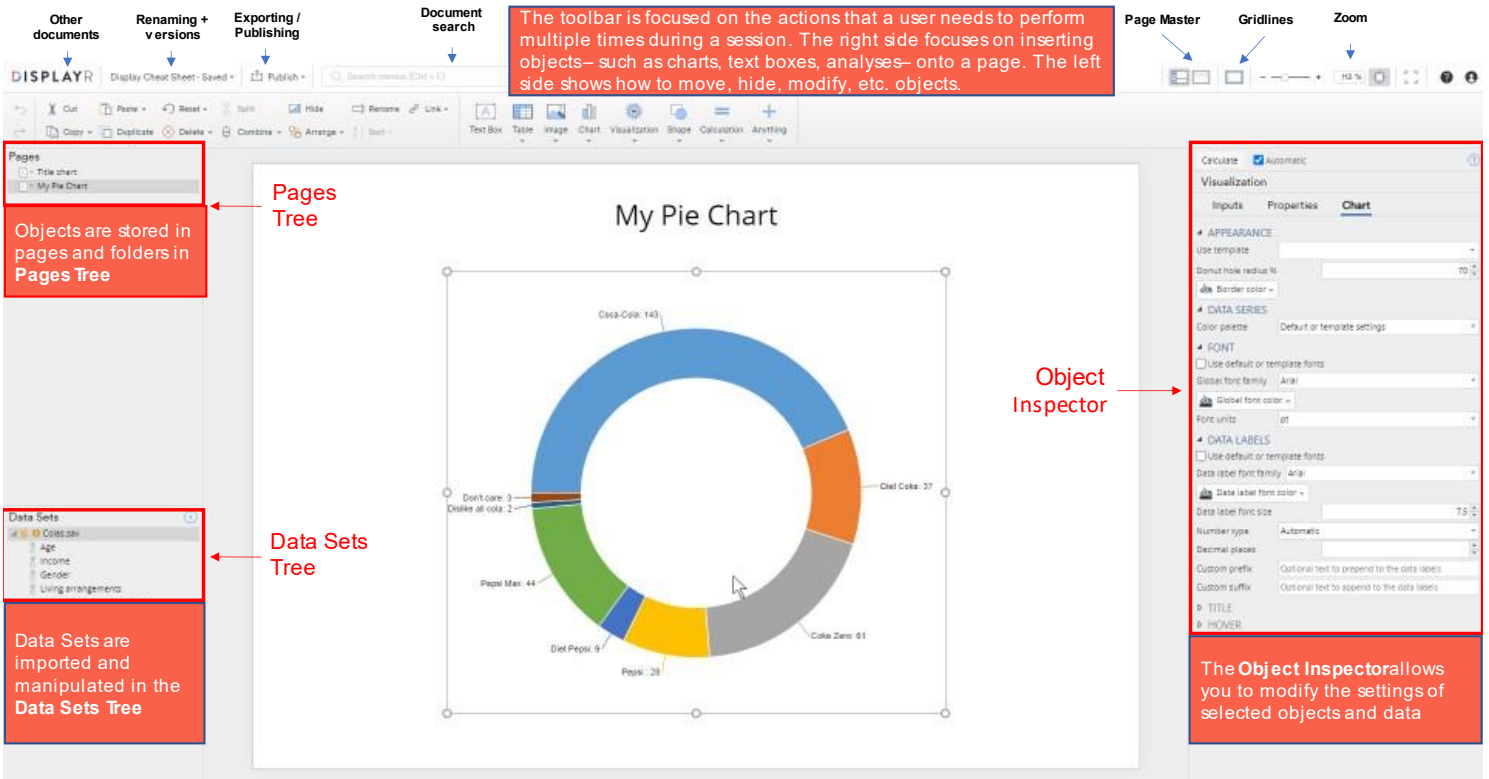 Other
documents
Renaming +
versions
Exporting /
Publishing
Document
search
The toolbar is focused on the actions that a user needs to perform
multiple times during a session. The right side focuses on inserting
objects– such as charts, text boxes, analyses– onto a page. The left
side shows how to move, hide, modify, etc. objects.
Page Master
Gridlines
Zoom
DISPLAYR
Display Cheat Sheet - Saved
Publish
Search menus (Ctrl + F)
Cut
Paste
Reset
Split
Hide
Rename
Link
Copy
Duplicate
Delete
Combine
Arrange
Sort
Text Box
Table
Image
Chart
Visualization
Shape
Calculation
Anything
Pages
Title chart
My Pie Chart
Objects are stored in
pages and folders in
Pages Tree
Pages
Tree
My Pie Chart
Coca-Cola: 143
Diet Coke: 37
Coke Zero: 61
Pepsi : 28
Diet Pepsi: 9
Pepsi Max: 44
Dislike all cola: 2
Don't care: 3
Data Sets
Colas.sav
Age
Income
Gender
Living arrangements
Data Sets
Tree
Data Sets are
imported and
manipulated in the
Data Sets Tree
Object
Inspector
Calculate
Automatic
Visualization
Inputs
Properties
Chart
APPEARANCE
Use template
Donut hole radius %
70
Border color
DATA SERIES
Color palette
Default or template settings
FONT
Use default or template fonts
Global font family
Arial
Global font color
Font units
pt
DATA LABELS
Use default or template fonts
Data label font family
Arial
Data label font color
Data label font size
7.5
Number type
Automatic
Decimal places
Custom prefix
Optional text to prepend to the data labels
Custom suffix
Optional text to append to the data labels
TITLE
HOVER
The Object Inspectorallows
you to modify the settings of
selected objects and data